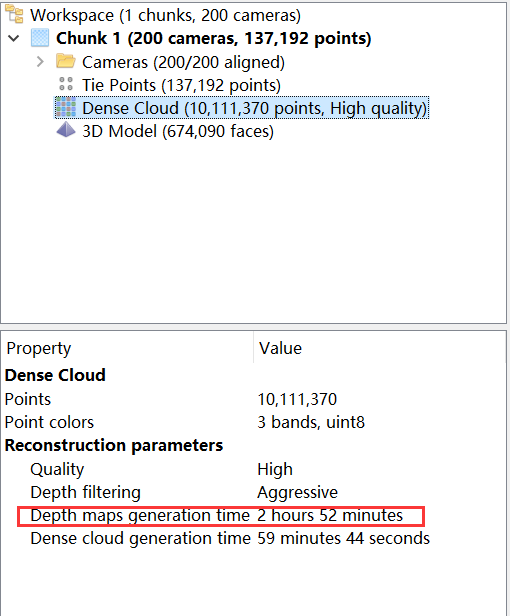 Workspace (1 chunks, 200 cameras)
Chunk 1 (200 cameras, 137,192 points)
Cameras (200/200 aligned)
Tie Points (137,192 points)
Dense Cloud (10,111,370 points, High quality)
3D Model (674,090 faces)
Property Value
Dense Cloud
Points 10,111,370
Point colors 3 bands, uint8
Reconstruction parameters
Quality High
Depth filtering Aggressive
Depth maps generation time 2 hours 52 minutes
Dense cloud generation time 59 minutes 44 seconds